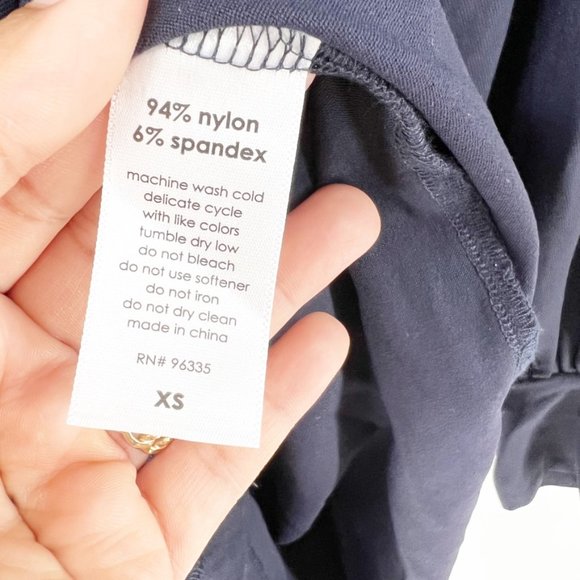 94% nylon
6% spandex
machine wash cold
delicate cycle
with like colors
tumble dry low
do not bleach
do not use softener
do not iron
do not dry clean
made in china
RN# 96335
XS